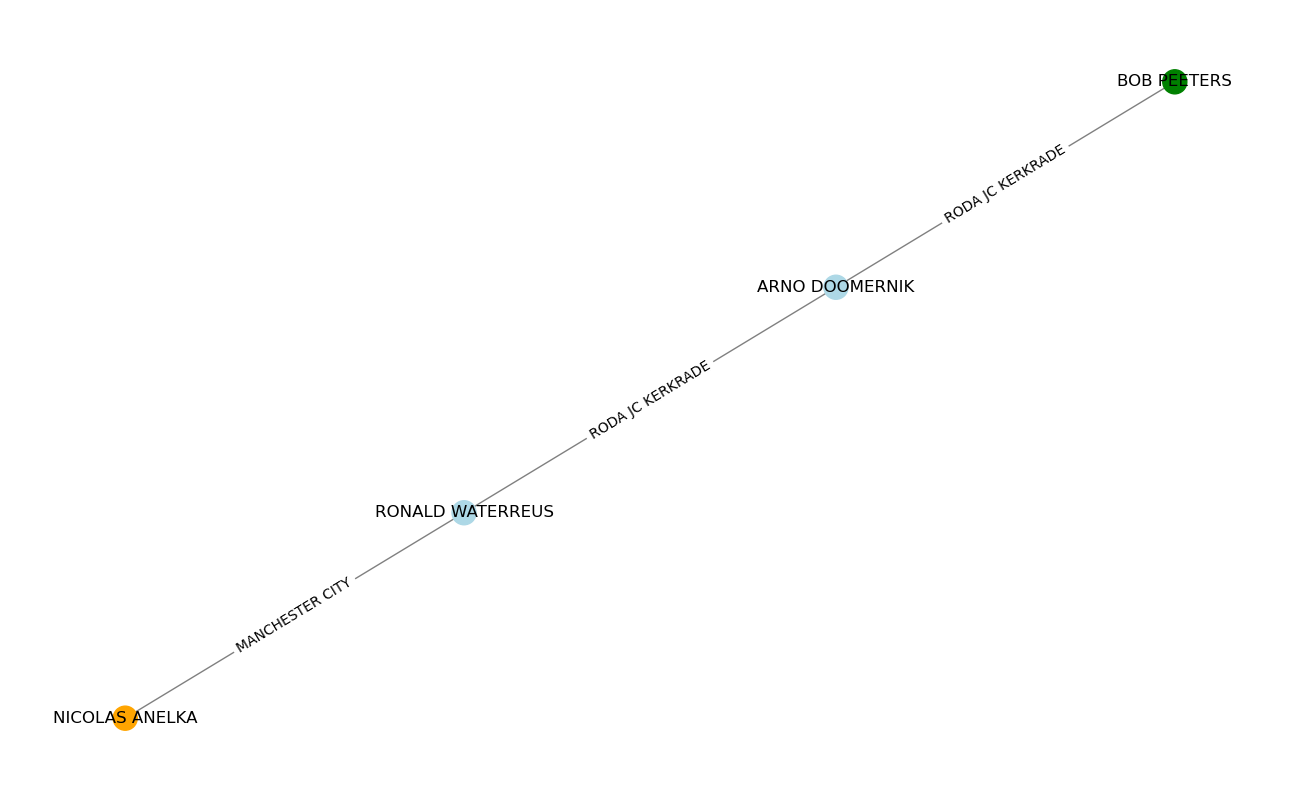 BOB PEETERS
RODA JC KERKRADE
ARNO DOOMERNIK
RODA JC KERKRADE
RONALD WATERREUS
MANCHESTER CITY
NICOLAS ANELKA